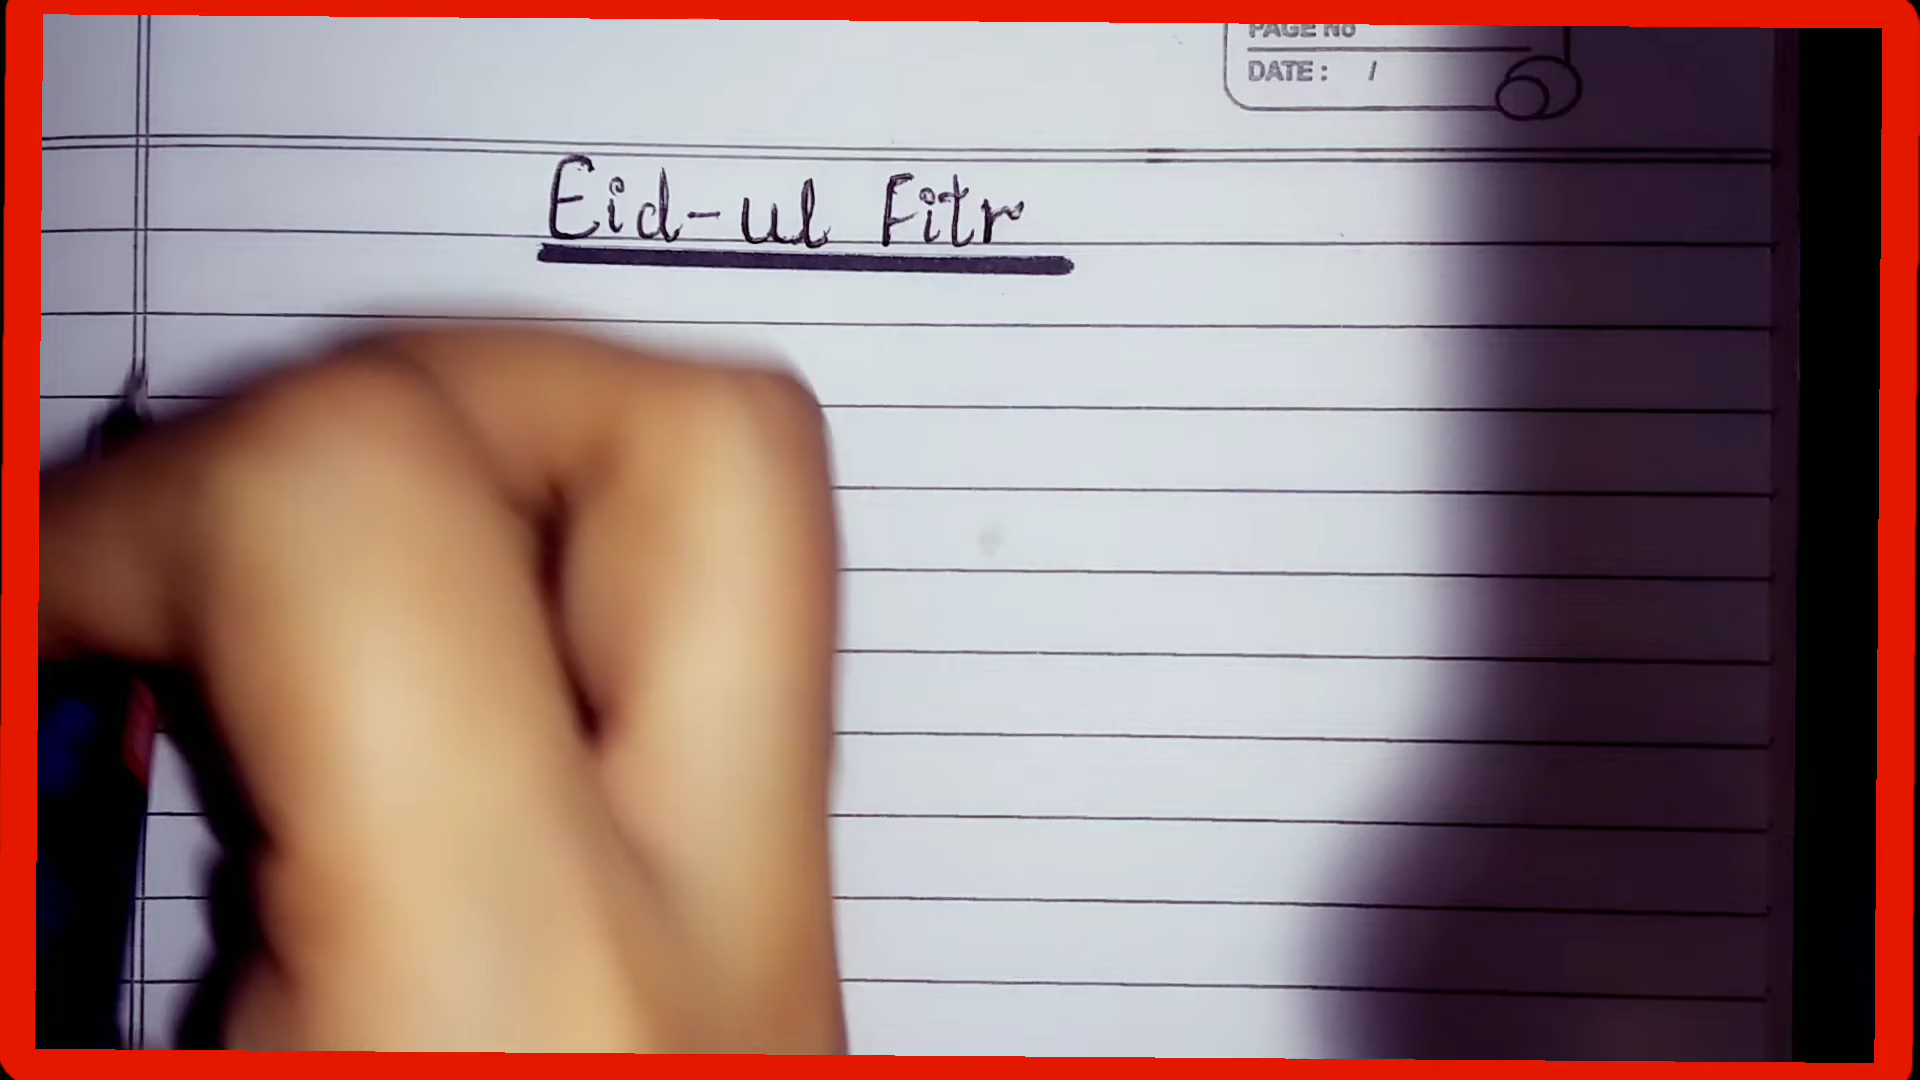 PAGE No
DATE : /
Eid-ul Fitr